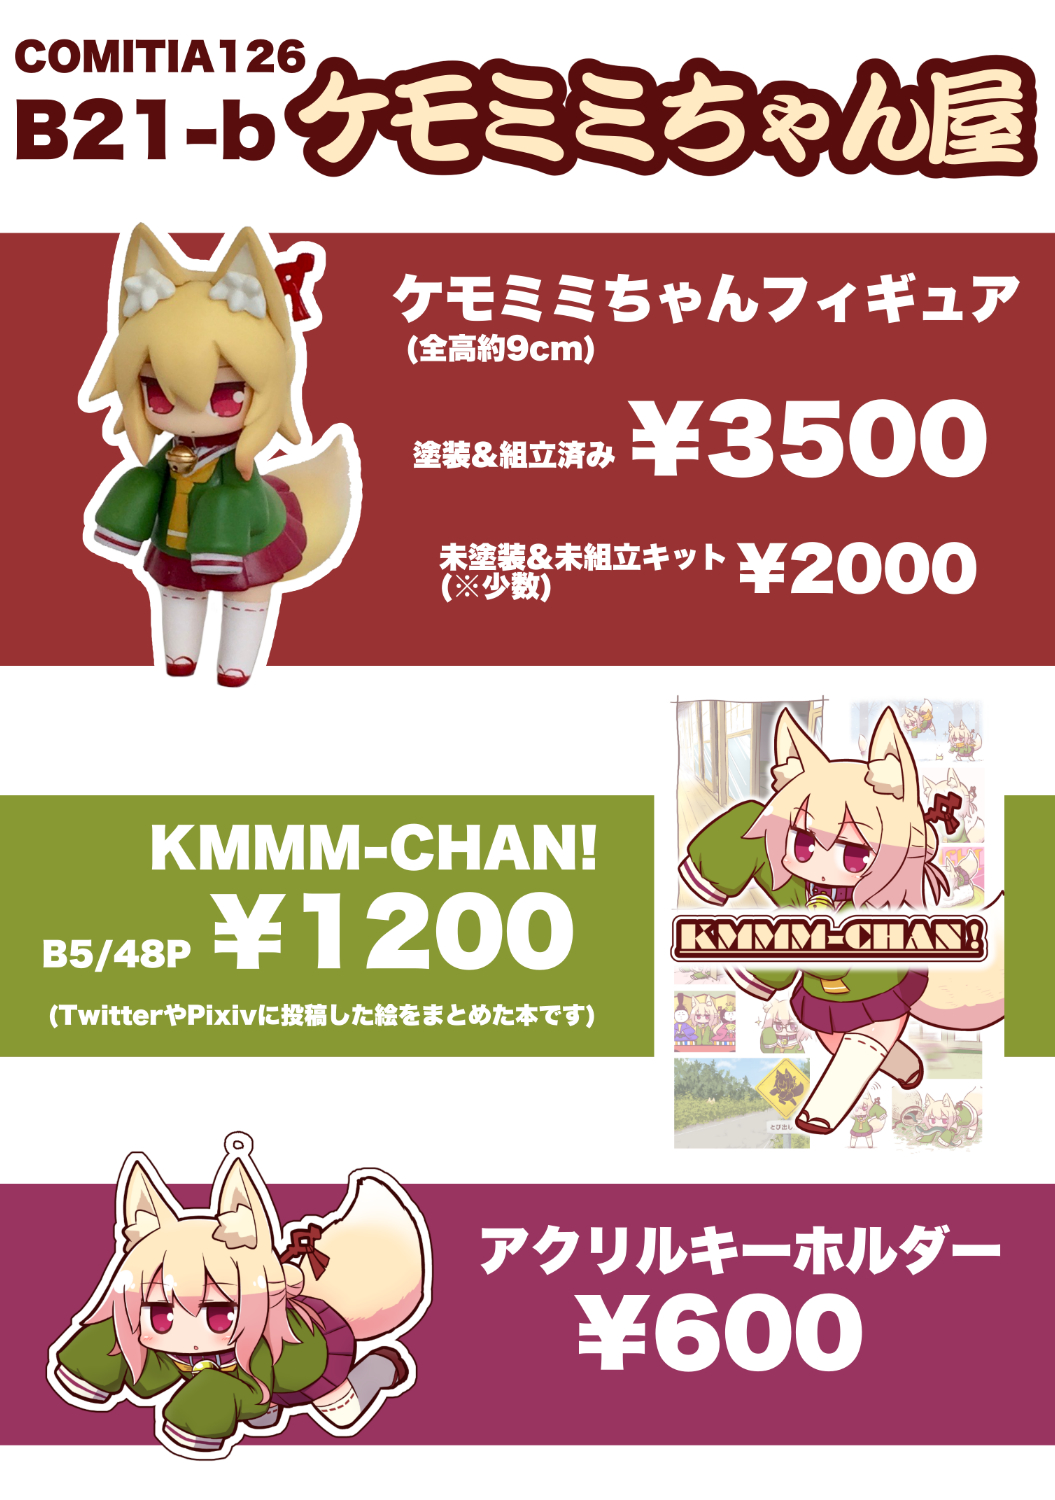 COMITIA126
B21-b
ケモミミちゃん屋
ケモミミちゃんフィギュア
(全高約9cm)
塗装&組立済み ¥3500
未塗装&未組立キット ¥2000
(※少数)
KMMM-CHAN!
B5/48P ¥1200
(TwitterやPixivに投稿した絵をまとめた本です)
KMMM-CHAN!
とび出し
アクリルキーホルダー
¥600